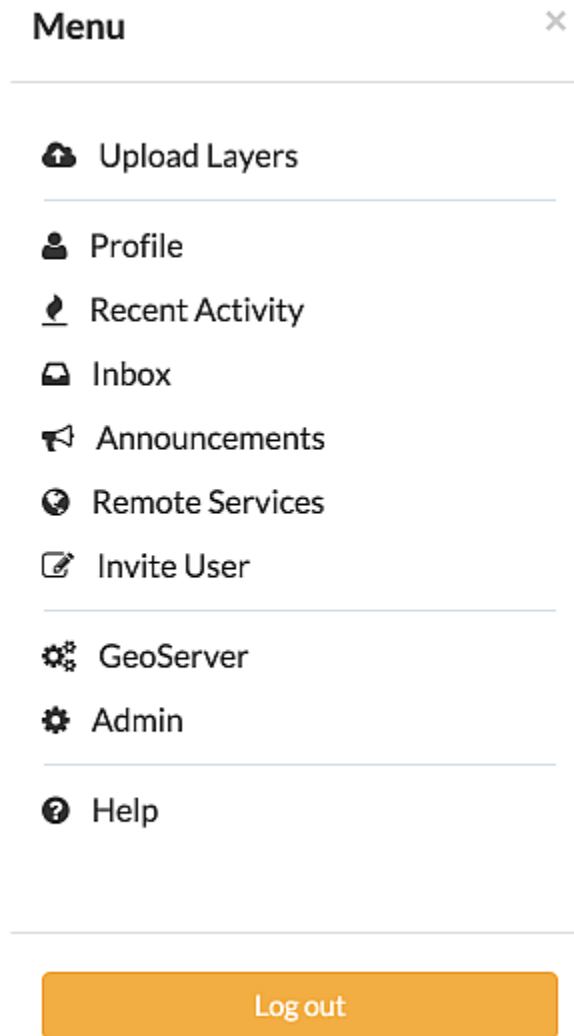 Menu
Upload Layers
Profile
Recent Activity
Inbox
Announcements
Remote Services
Invite User
GeoServer
Admin
Help
Log out